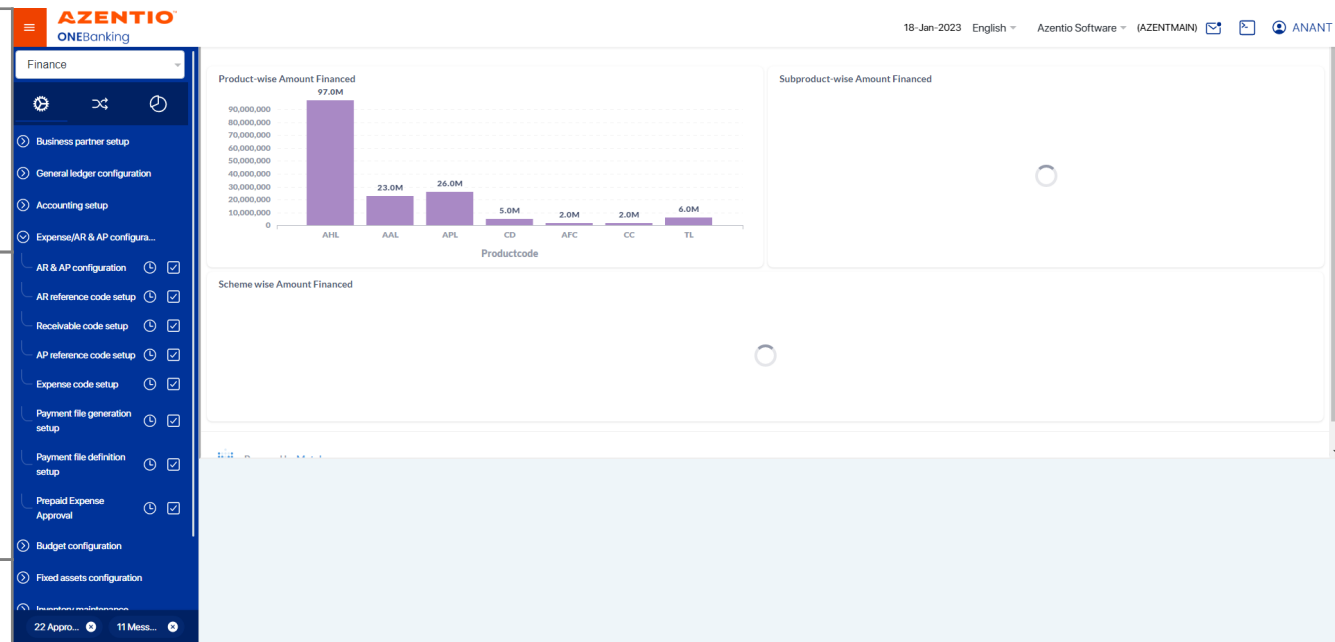 AZENTIO
ONEBanking
18-Jan-2023 English Azentio Software (AZENTMAIN) ANANT
Finance
Business partner setup
General ledger configuration
Accounting setup
Expense/AR & AP configura...
AR & AP configuration
AR reference code setup
Receivable code setup
AP reference code setup
Expense code setup
Payment file generation
setup
Payment file definition
setup
Prepaid Expense
Approval
Budget configuration
Fixed assets configuration
Inventory maintenance
22 Appro... 11 Mess...
Product-wise Amount Financed
97.0M
90,000,000
80,000,000
70,000,000
60,000,000
50,000,000
40,000,000
30,000,000
20,000,000
10,000,000
0
23.0M 26.0M 5.0M 2.0M 2.0M 6.0M
AHL AAL APL CD AFC CC TL
Productcode
Subproduct-wise Amount Financed
Scheme wise Amount Financed